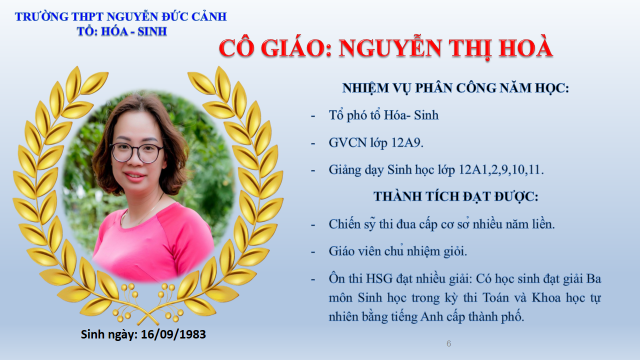 TRƯỜNG THPT NGUYỄN ĐỨC CẢNH
TỔ: HÓA - SINH
CÔ GIÁO: NGUYỄN THỊ HOÀ
NHIỆM VỤ PHÂN CÔNG NĂM HỌC:
- Tổ phó tổ Hóa- Sinh
- GVCN lớp 12A9.
- Giảng dạy Sinh học lớp 12A1,2,9,10,11.
THÀNH TÍCH ĐẠT ĐƯỢC:
- Chiến sỹ thi đua cấp cơ sở nhiều năm liền.
- Giáo viên chủ nhiệm giỏi.
- Ôn thi HSG đạt nhiều giải: Có học sinh đạt giải Ba
môn Sinh học trong kỳ thi Toán và Khoa học tự
nhiên bằng tiếng Anh cấp thành phố.
Sinh ngày: 16/09/1983
6